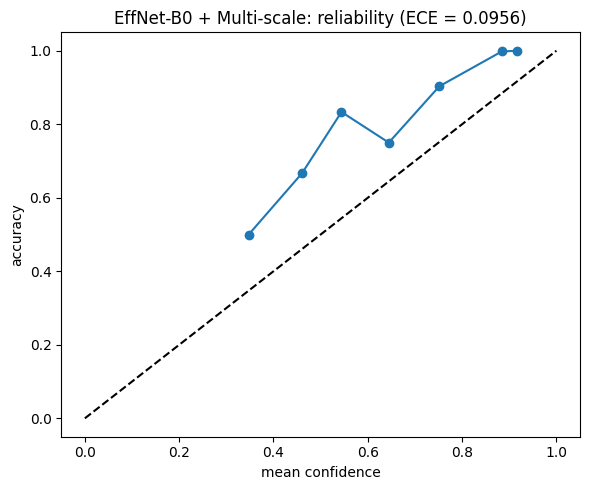 EffNet-B0 + Multi-scale: reliability (ECE = 0.0956)
1.0
0.8
0.6
0.4
0.2
0.0
accuracy
0.0 0.2 0.4 0.6 0.8 1.0
mean confidence